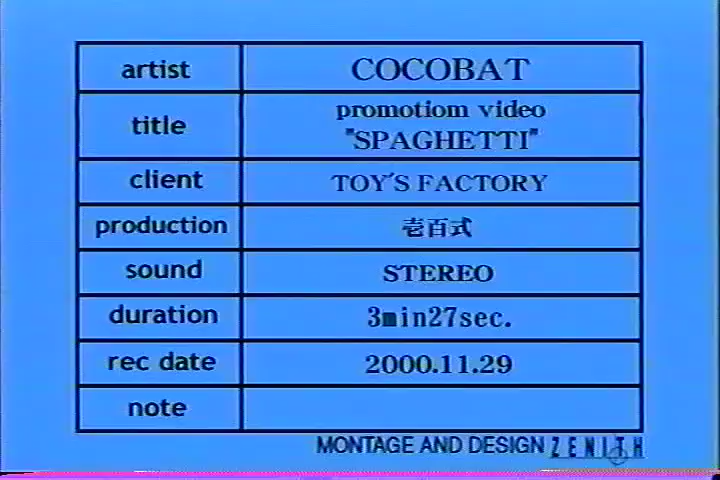 artist COCOBAT
title promotiom video
"SPAGHETTI"
client TOY'S FACTORY
production 壱百式
sound STEREO
duration 3min27sec.
rec date 2000.11.29
note
MONTAGE AND DESIGN ZENITH